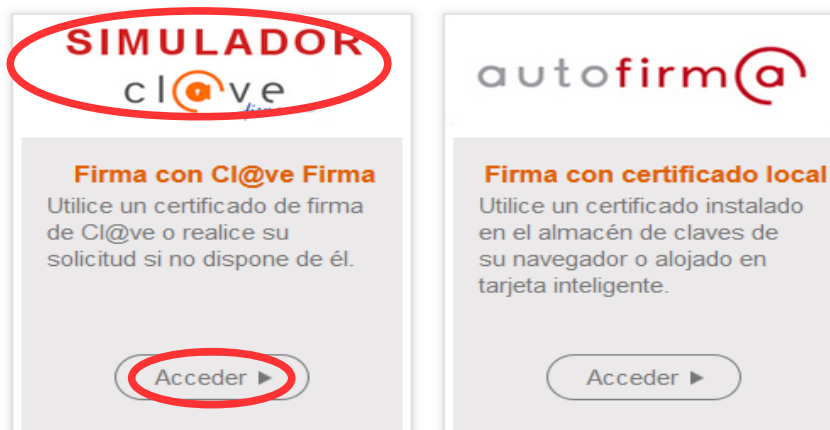 SIMULADOR
cl@ve
firma
Firma con Cl@ve Firma
Utilice un certificado de firma
de Cl@ve o realice su
solicitud si no dispone de él.
Acceder ►
autofirm@
Firma con certificado local
Utilice un certificado instalado
en el almacén de claves de
su navegador o alojado en
tarjeta inteligente.
Acceder ►